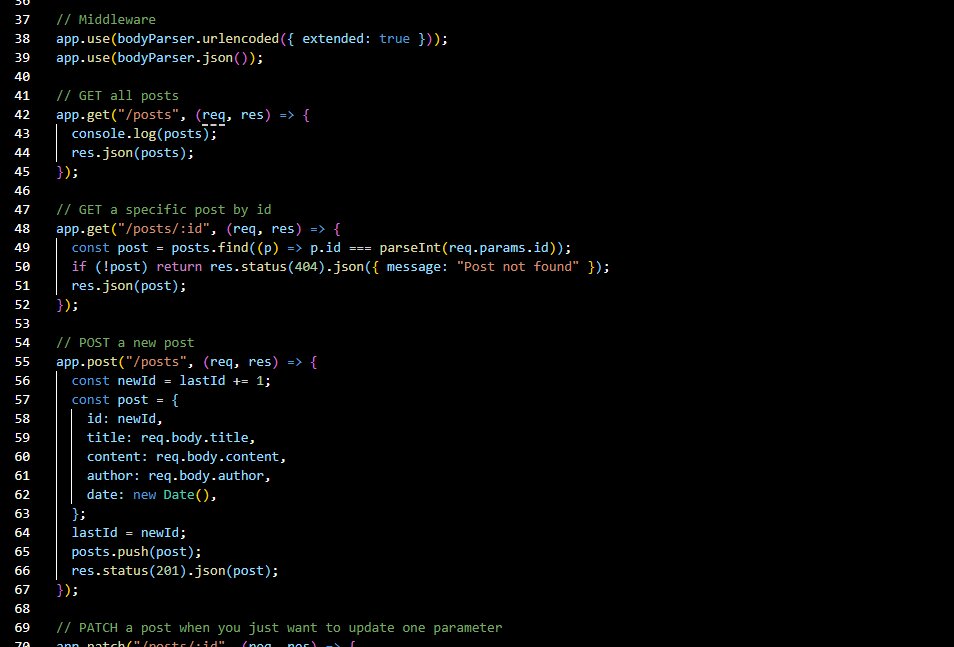 36
37 // Middleware
38 app.use(bodyParser.urlencoded({ extended: true }));
39 app.use(bodyParser.json());
40
41 // GET all posts
42 app.get("/posts", (req, res) => {
43 console.log(posts);
44 res.json(posts);
45 });
46
47 // GET a specific post by id
48 app.get("/posts/:id", (req, res) => {
49 const post = posts.find((p) => p.id === parseInt(req.params.id));
50 if (!post) return res.status(404).json({ message: "Post not found" });
51 res.json(post);
52 });
53
54 // POST a new post
55 app.post("/posts", (req, res) => {
56 const newId = lastId += 1;
57 const post = {
58 id: newId,
59 title: req.body.title,
60 content: req.body.content,
61 author: req.body.author,
62 date: new Date(),
63 };
64 lastId = newId;
65 posts.push(post);
66 res.status(201).json(post);
67 });
68
69 // PATCH a post when you just want to update one parameter
70 app.patch("/posts/:id", (req, res) => {